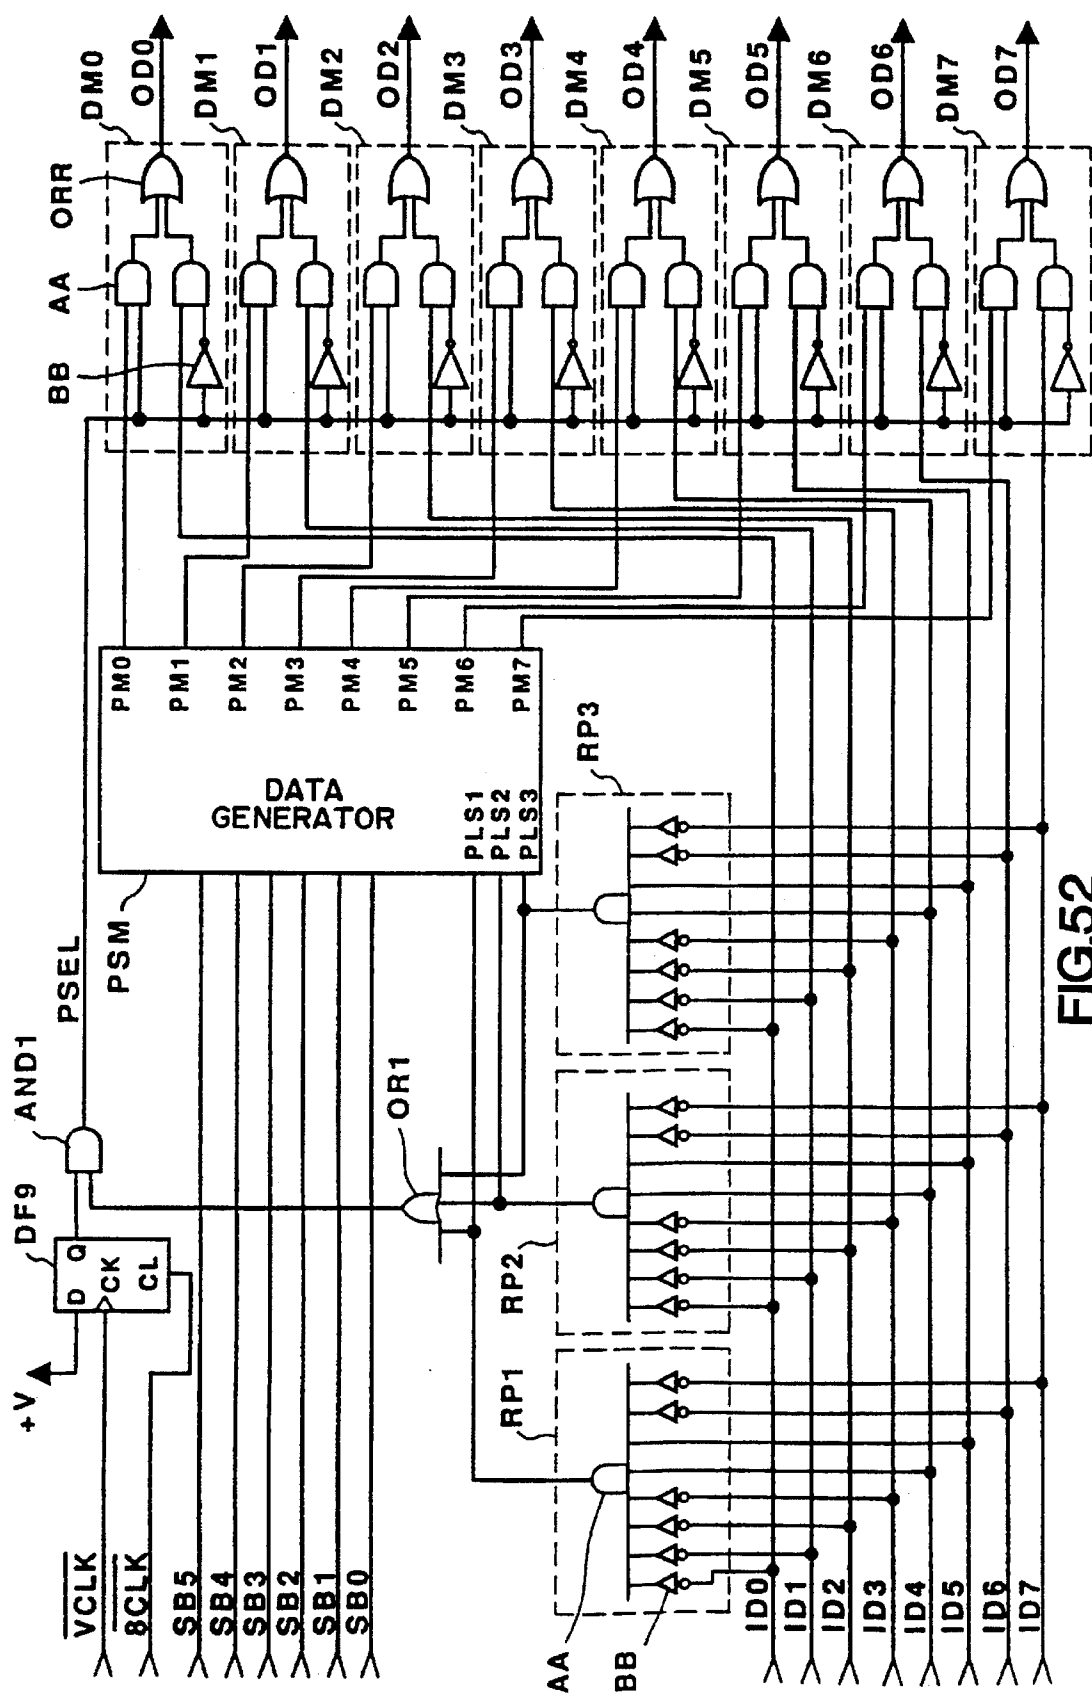 VCLK
8CLK
SB5
SB4
SB3
SB2
SB1
SB0
+V
DF9
D
Q
CK
CL
AND1
PSEL
PSM
OR1
DATA
GENERATOR
PLS1
PLS2
PLS3
PM0
PM1
PM2
PM3
PM4
PM5
PM6
PM7
BB
AA
ORR
DM0
OD0
DM1
OD1
DM2
OD2
DM3
OD3
DM4
OD4
DM5
OD5
DM6
OD6
DM7
OD7
RP1
RP2
RP3
AA
BB
ID0
ID1
ID2
ID3
ID4
ID5
ID6
ID7
FIG.52